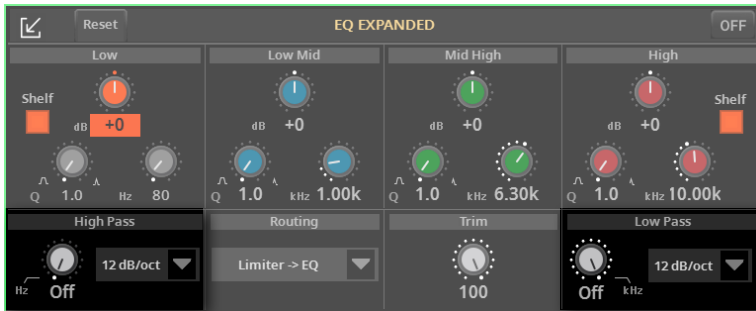 Reset EQ EXPANDED OFF
Low Low Mid Mid High High
Shelf Shelf
dB +0 dB +0 dB +0 dB +0
Q 1.0 Hz 80 Q 1.0 kHz 1.00k Q 1.0 kHz 6.30k Q 1.0 kHz 10.00k
High Pass Routing Trim Low Pass
12 dB/oct Limiter -> EQ 12 dB/oct
Hz Off 100 Off kHz